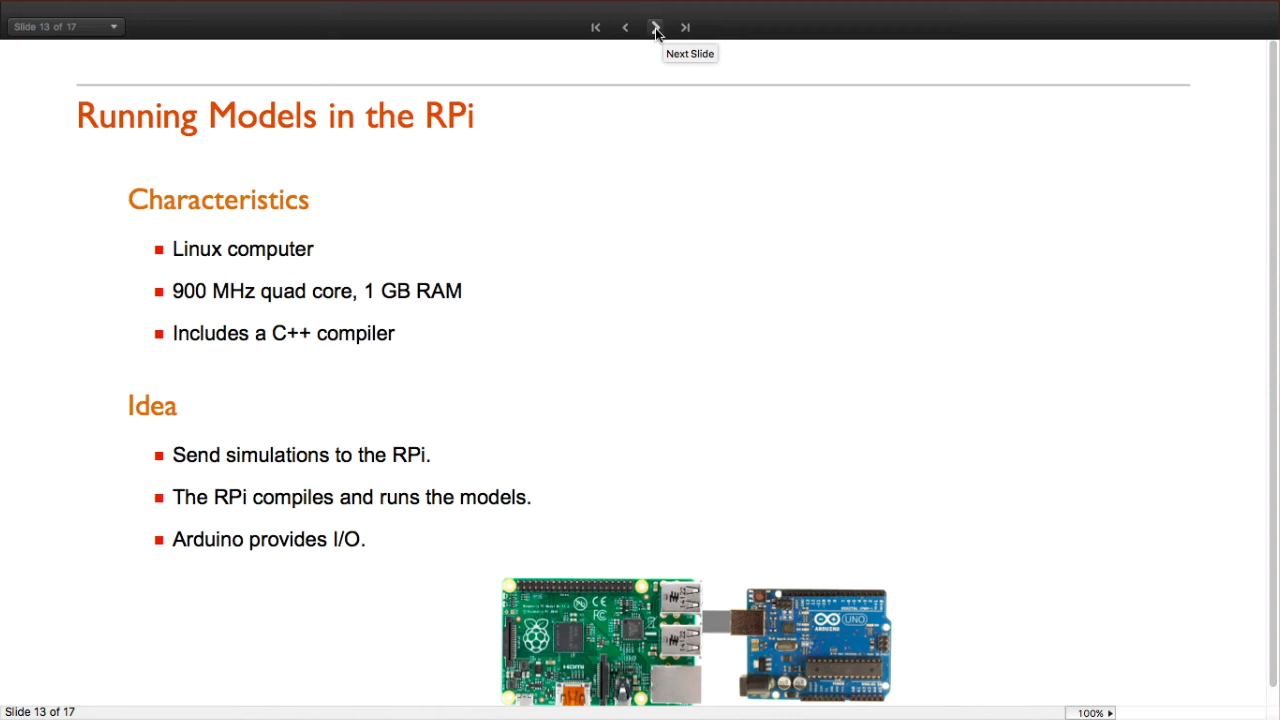 Slide 13 of 17
Next Slide
Running Models in the RPi
Characteristics
Linux computer
900 MHz quad core, 1 GB RAM
Includes a C++ compiler
Idea
Send simulations to the RPi.
The RPi compiles and runs the models.
Arduino provides I/O.
HDMI
UNO
ARDUINO
Slide 13 of 17
100%